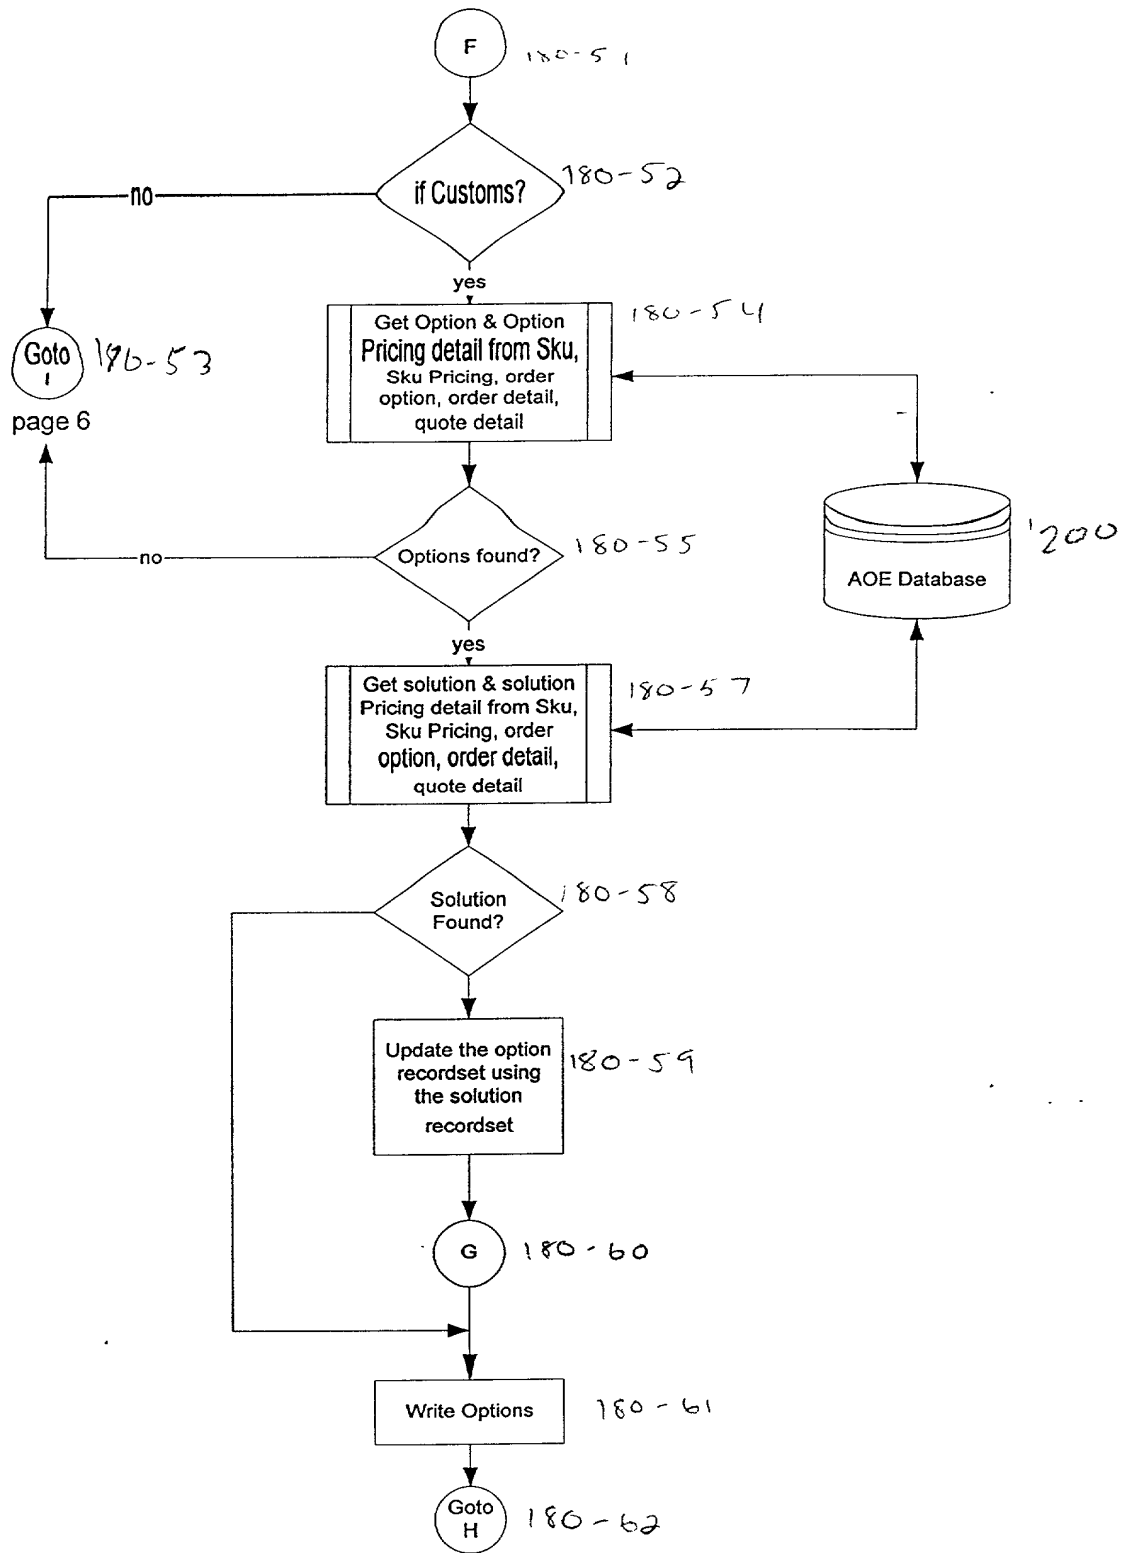 F
180-51
if Customs?
180-52
no
yes
Get Option & Option
Pricing detail from Sku,
Sku Pricing, order
option, order detail,
quote detail
180-54
Goto
I
180-53
page 6
Options found?
180-55
no
AOE Database
200
yes
Get solution & solution
Pricing detail from Sku,
Sku Pricing, order
option, order detail,
quote detail
180-57
Solution
Found?
180-58
Update the option
recordset using
the solution
recordset
180-59
G
180-60
Write Options
180-61
Goto
H
180-62